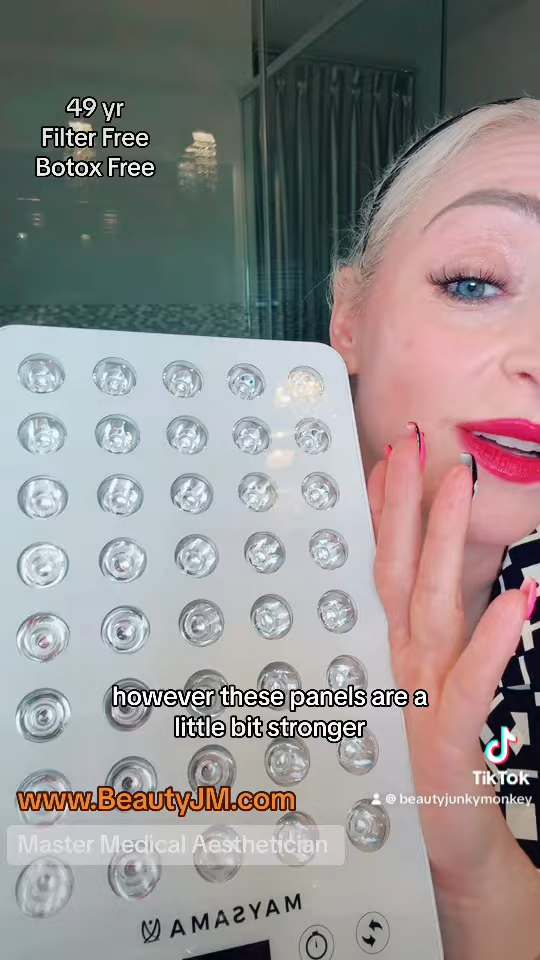 49 yr
Filter Free
Botox Free
however these panels are a
little bit stronger
TikTok
@ beautyjunkymonkey
www.BeautyJM.com
Master Medical Aesthetician
MAYSAMA